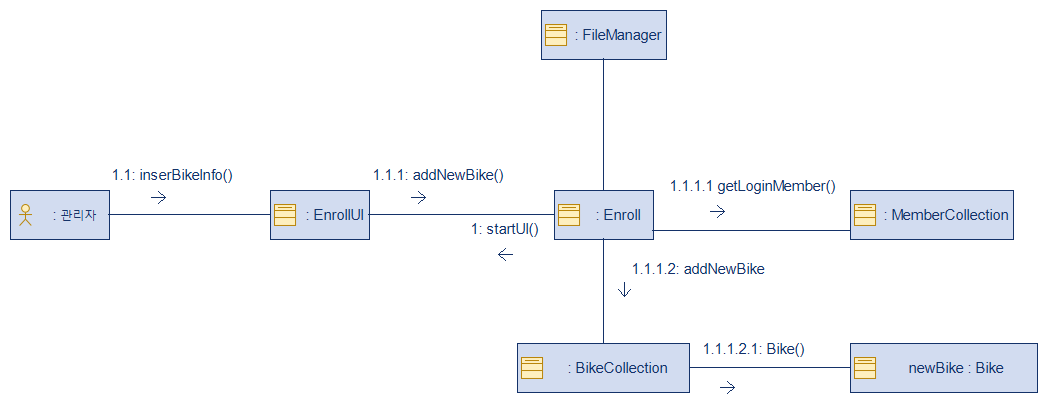 : FileManager
1.1: inserBikeInfo()
1.1.1: addNewBike()
1.1.1.1 getLoginMember()
: 관리자
: EnrollUI
: Enroll
: MemberCollection
1: startUI()
1.1.1.2: addNewBike
1.1.1.2.1: Bike()
: BikeCollection
newBike : Bike